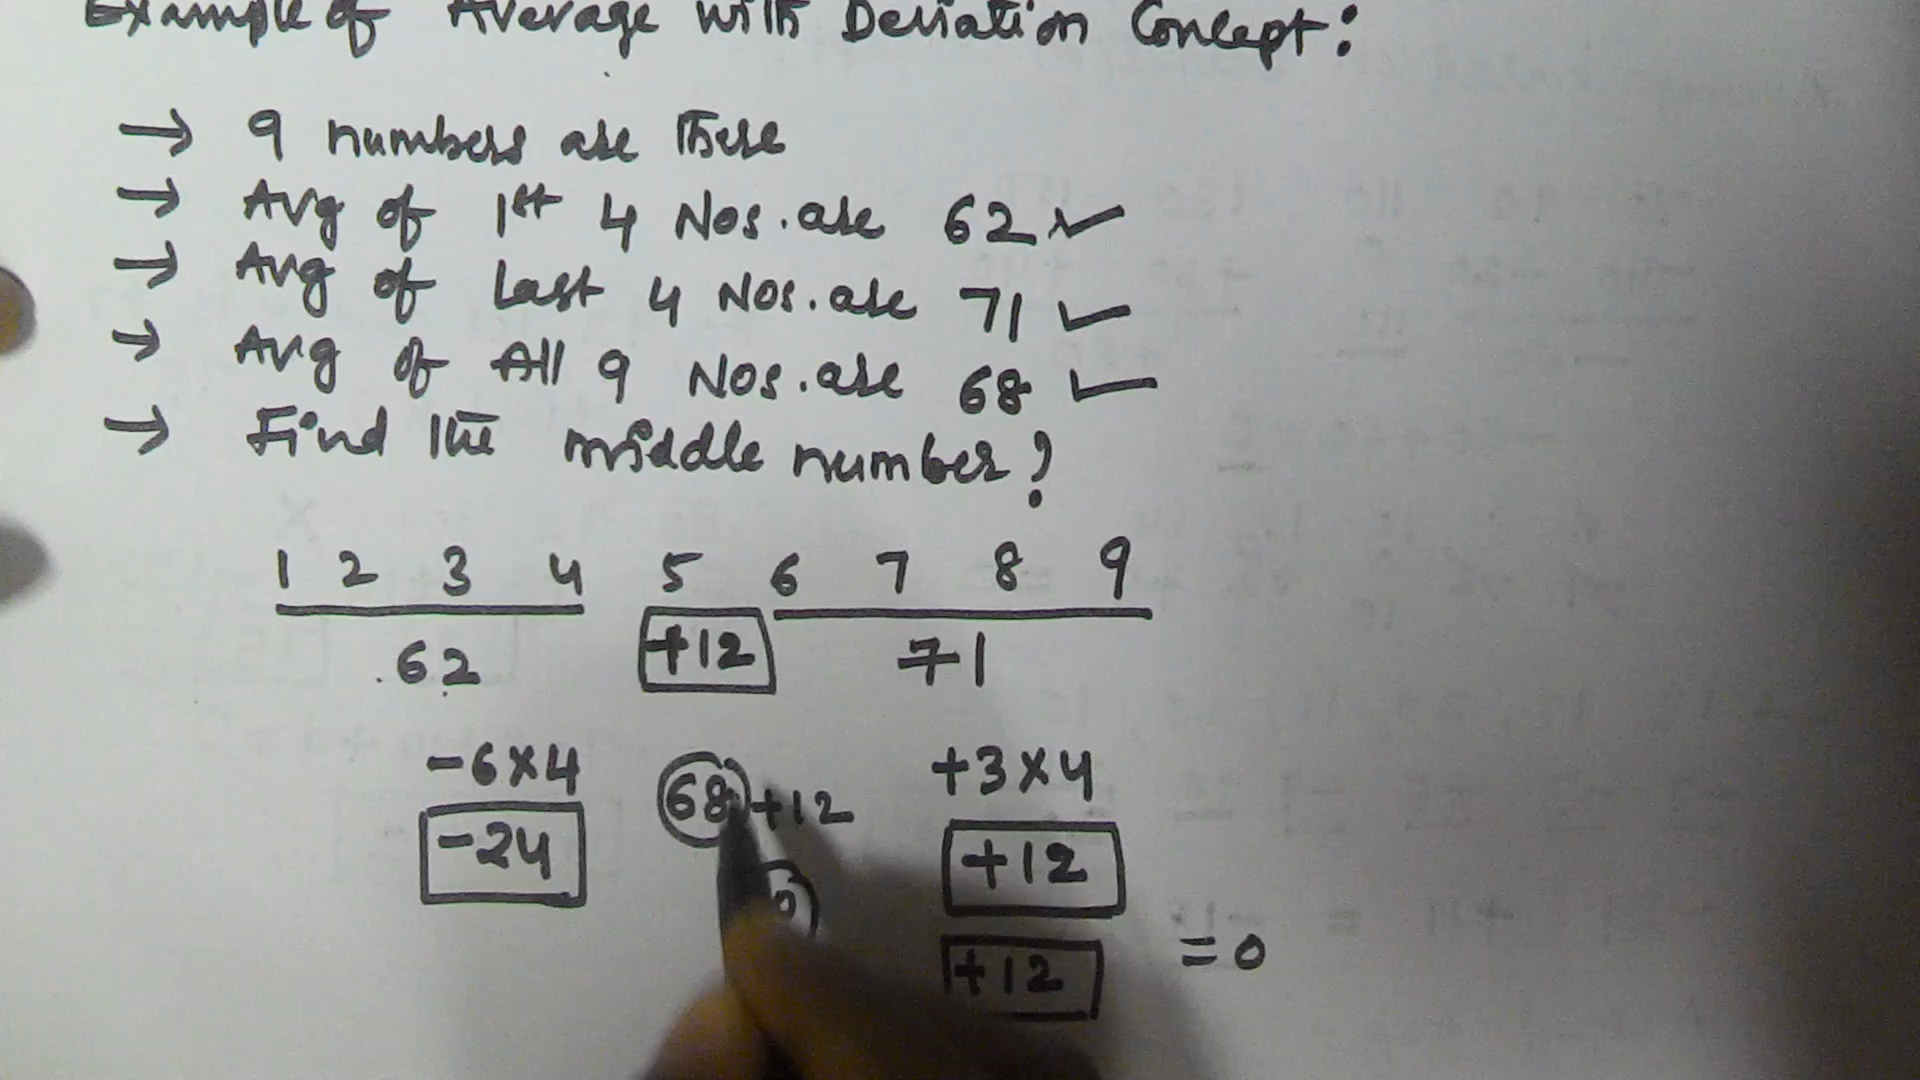 Example of Average with Deviation Concept:
→ 9 numbers are there
→ Avg of 1st 4 Nos. are 62
→ Avg of Last 4 Nos. are 71
→ Avg of All 9 Nos. are 68
→ Find the middle number?
1 2 3 4 5 6 7 8 9
62 +12 71
-6×4 68+12 +3×4
-24 +12
+12 =0